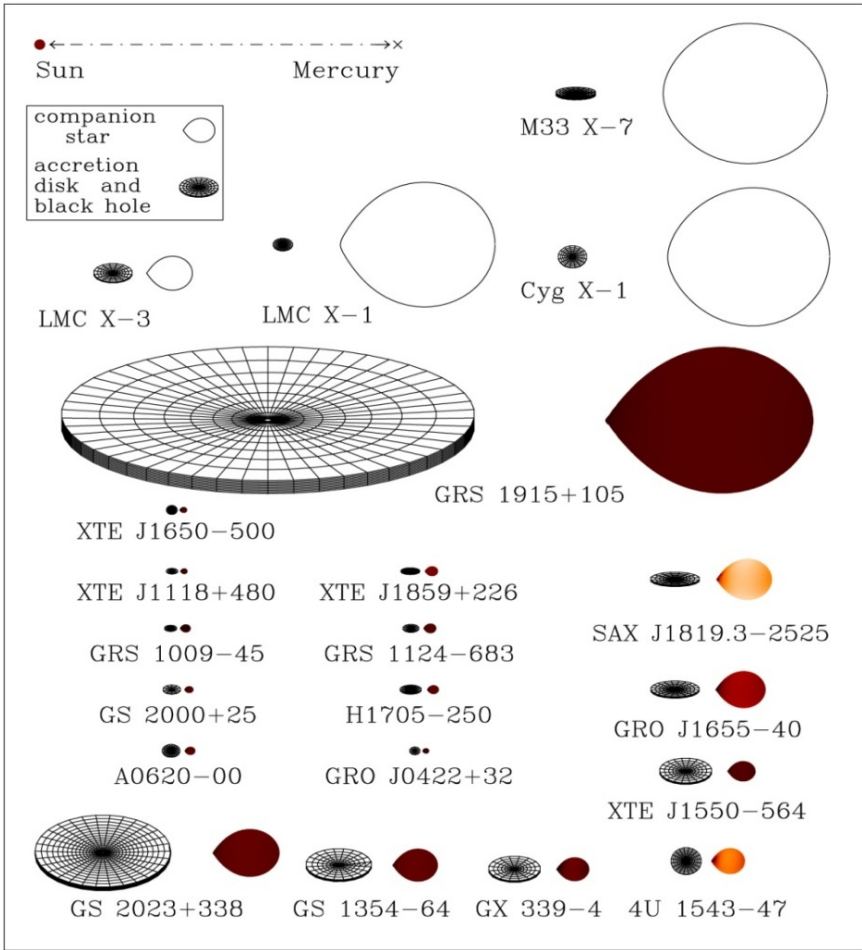 Sun
Mercury
companion
star
accretion
disk and
black hole
M33 X−7
LMC X−3
LMC X−1
Cyg X−1
GRS 1915+105
XTE J1650−500
XTE J1118+480
XTE J1859+226
SAX J1819.3−2525
GRS 1009−45
GRS 1124−683
GS 2000+25
H1705−250
GRO J1655−40
A0620−00
GRO J0422+32
XTE J1550−564
GS 2023+338
GS 1354−64
GX 339−4
4U 1543−47